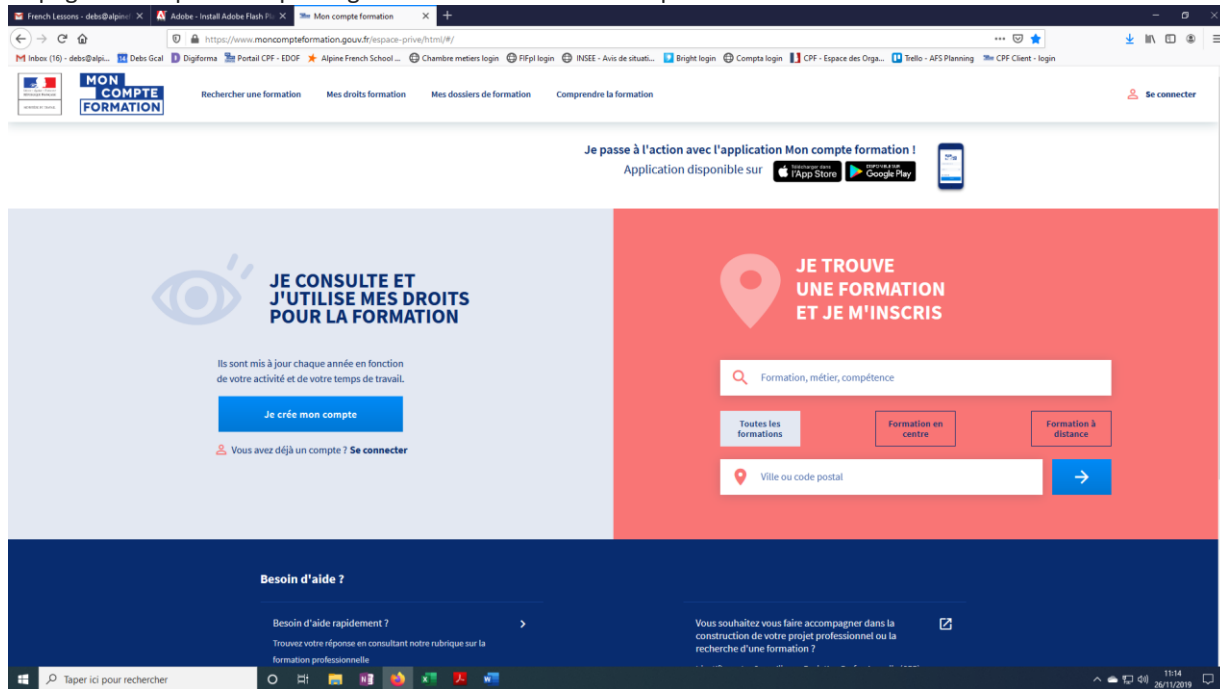 French Lessons - debs@alpine
Adobe - Install Adobe Flash Pl
Mon compte formation
https://www.moncompteformation.gouv.fr/espace-prive/html/#/
Inbox (16) - debs@alpi...
Debs Gcal
Digiforma
Portail CPF - EDOF
Alpine French School ...
Chambre metiers login
FIFpl login
INSEE - Avis de situati...
Bright login
Compta login
CPF - Espace des Orga...
Trello - AFS Planning
CPF Client - login
MON
COMPTE
FORMATION
Rechercher une formation
Mes droits formation
Mes dossiers de formation
Comprendre la formation
Se connecter
Je passe à l'action avec l'application Mon compte formation !
Application disponible sur
Télécharger dans
l'App Store
DISPONIBLE SUR
Google Play
JE CONSULTE ET
J'UTILISE MES DROITS
POUR LA FORMATION
Ils sont mis à jour chaque année en fonction
de votre activité et de votre temps de travail.
Je crée mon compte
Vous avez déjà un compte ? Se connecter
JE TROUVE
UNE FORMATION
ET JE M'INSCRIS
Formation, métier, compétence
Toutes les
formations
Formation en
centre
Formation à
distance
Ville ou code postal
Besoin d'aide ?
Besoin d'aide rapidement ?
Trouvez votre réponse en consultant notre rubrique sur la
formation professionnelle
Vous souhaitez vous faire accompagner dans la
construction de votre projet professionnel ou la
recherche d'une formation ?
Taper ici pour rechercher
11:14
26/11/2019